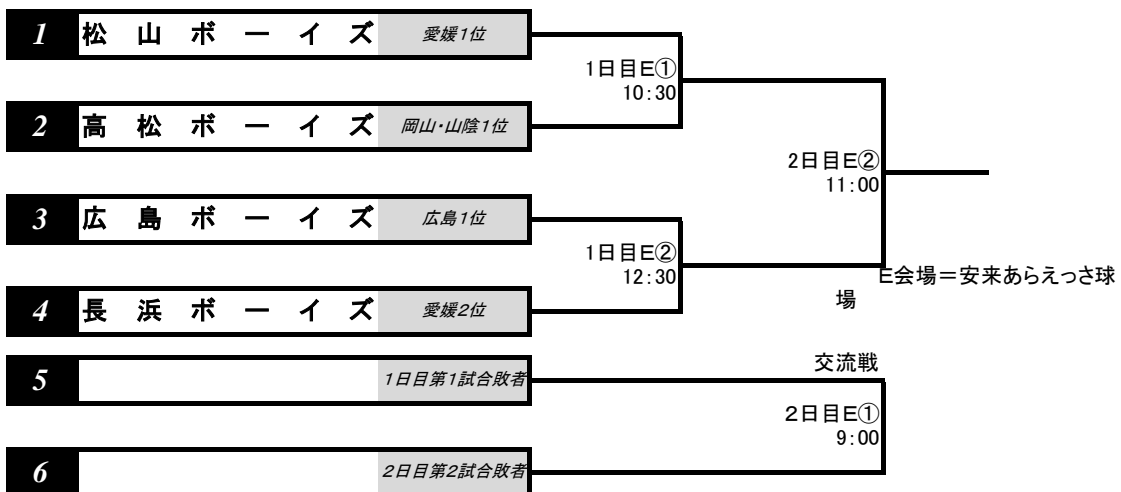 1 松山ボーイズ 愛媛1位
1日目E①
10:30
2 高松ボーイズ 岡山・山陰1位
2日目E②
11:00
3 広島ボーイズ 広島1位
1日目E②
12:30
E会場＝安来あらえっさ球
場
4 長浜ボーイズ 愛媛2位
交流戦
5 1日目第1試合敗者
2日目E①
9:00
6 2日目第2試合敗者